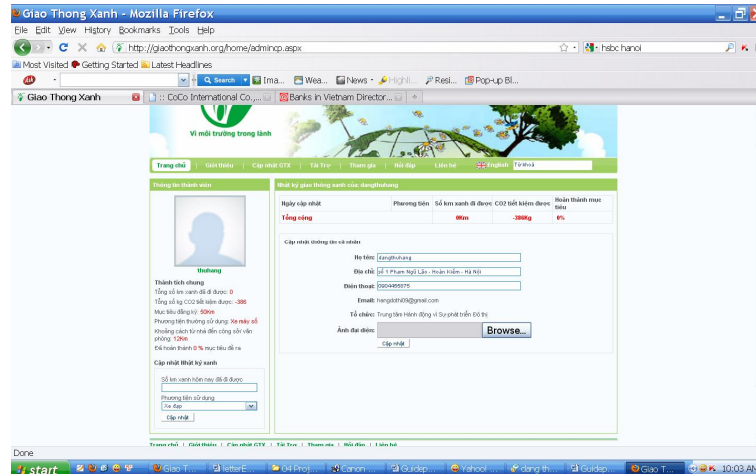 Giao Thong Xanh - Mozilla Firefox
File Edit View History Bookmarks Tools Help
http://giaothongxanh.org/home/admincp.aspx
hsbc hanoi
Most Visited Getting Started Latest Headlines
Search Ima... Wea... News Highli... Resi... Pop-up Bl...
Giao Thong Xanh :: CoCo International Co.,... Banks in Vietnam Director...
Vì môi trường trong lành
Trang chủ | Giới thiệu | Cập nhật GTX | Tài Trợ | Tham gia | Hỏi đáp Liên hệ English Từ khoá
Thông tin thành viên
thuhang
Thành tích chung
Tổng số km xanh đã đi được: 0
Tổng số kg CO2 tiết kiệm được: -386
Mục tiêu đăng ký: 50Km
Phương tiện thường sử dụng: Xe máy số
Khoảng cách từ nhà đến công sở/ văn
phòng: 12Km
Đã hoàn thành 0 % mục tiêu đề ra
Cập nhật Nhật ký xanh
Số km xanh hôm nay đã đi được
Phương tiện sử dụng
Xe đạp
Cập nhật
Nhật ký giao thông xanh của dangthuhang
Ngày cập nhật Phương tiện Số km xanh đi được CO2 tiết kiệm được Hoàn thành mục tiêu
Tổng cộng 0Km -386Kg 0%
Cập nhật thông tin cá nhân
Họ tên: dangthuhang
Địa chỉ: số 1 Phạm Ngũ Lão - Hoàn Kiếm - Hà Nội
Điện thoại: 0904466875
Email: hangdothi09@gmail.com
Tổ chức: Trung tâm Hành động vì Sự phát triển Đô thị
Ảnh đại diện: Browse...
Cập nhật
Trang chủ | Giới thiệu | Cập nhật GTX | Tài Trợ | Tham gia | Hỏi đáp | Liên hệ
Done
start Giao T... letterE... 04 Proj... Canon ... Guidep... Yahoo! ... dang th... Guidep... Giao T... 10:03 AM